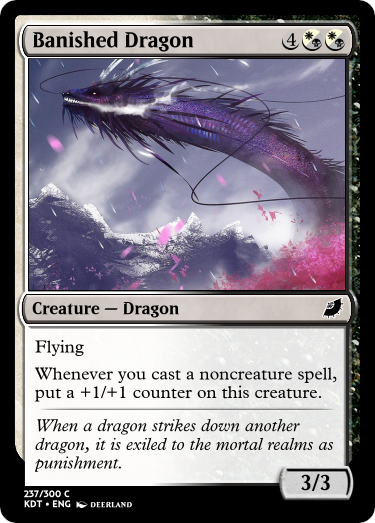 Banished Dragon 4
Creature — Dragon
Flying
Whenever you cast a noncreature spell,
put a +1/+1 counter on this creature.
When a dragon strikes down another
dragon, it is exiled to the mortal realms as
punishment.
3/3
237/300 C
KDT • ENG DEERLAND